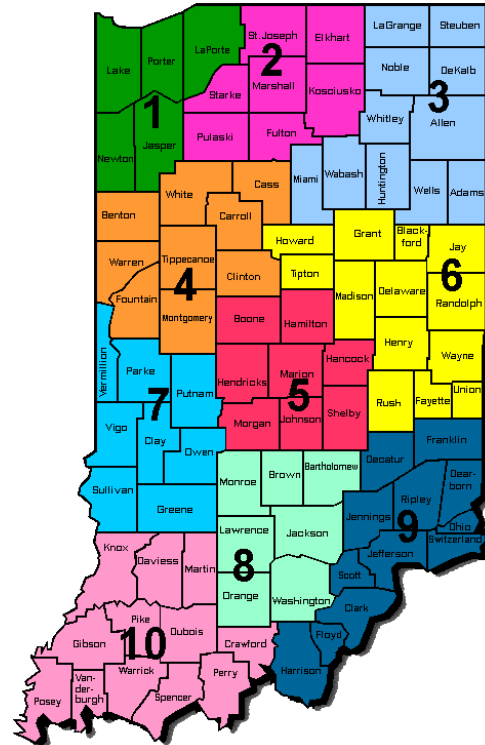 LaGrange
Steuben
St.Joseph
Elkhart
LaPorte
2
Porter
Lake
Noble
DeKalb
Marshall
Starke
Kosciusko
3
1
Whitley
Allen
Pulaski
Fulton
Jasper
Newton
Miami
Wabash
Huntington
Wells
Adams
White
Cass
Benton
Carroll
Grant
Black-
ford
Howard
Jay
Warren
Tippecanoe
Clinton
Tipton
6
4
Madison
Delaware
Randolph
Fountain
Montgomery
Boone
Hamilton
Vermillion
Henry
Wayne
Parke
Marion
Hancock
Hendricks
Putnam
5
7
Rush
Fayette
Union
Vigo
Clay
Morgan
Johnson
Shelby
Owen
Franklin
Decatur
Bartholomew
Brown
Monroe
Dear-
born
Sullivan
Ripley
Greene
Jennings
Lawrence
Jackson
9
Ohio
Switzerland
Knox
Daviess
Martin
Jefferson
8
Scott
Orange
Washington
Clark
Pike
Gibson
10
Dubois
Crawford
Floyd
Harrison
Warrick
Perry
Posey
Van-
der-
burgh
Spencer